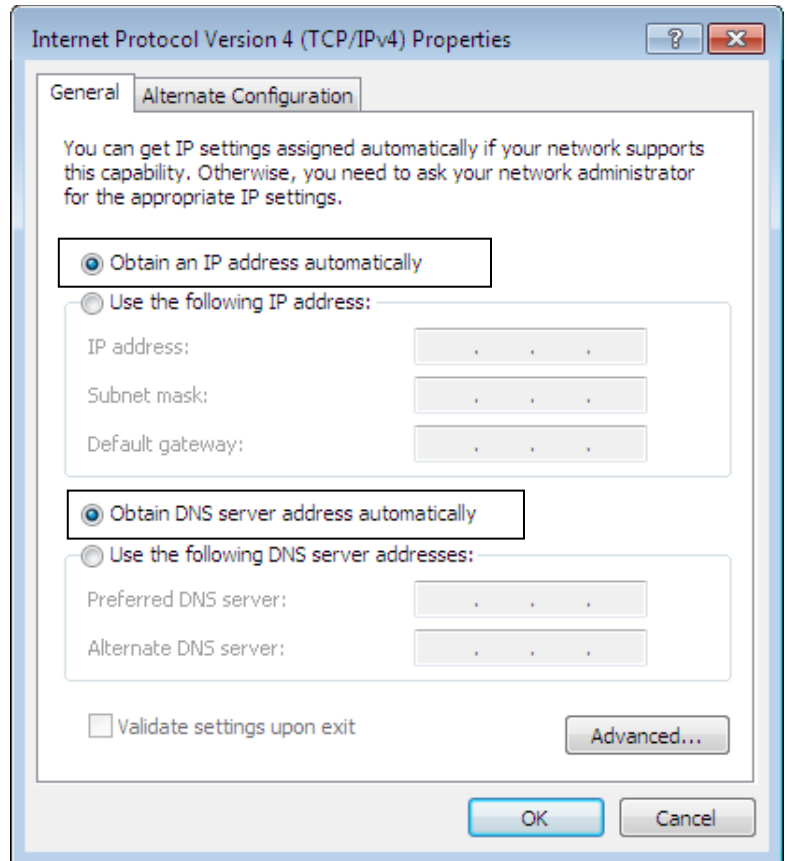 Internet Protocol Version 4 (TCP/IPv4) Properties
General
Alternate Configuration
You can get IP settings assigned automatically if your network supports
this capability. Otherwise, you need to ask your network administrator
for the appropriate IP settings.
Obtain an IP address automatically
Use the following IP address:
IP address:
Subnet mask:
Default gateway:
Obtain DNS server address automatically
Use the following DNS server addresses:
Preferred DNS server:
Alternate DNS server:
Validate settings upon exit
Advanced...
OK
Cancel